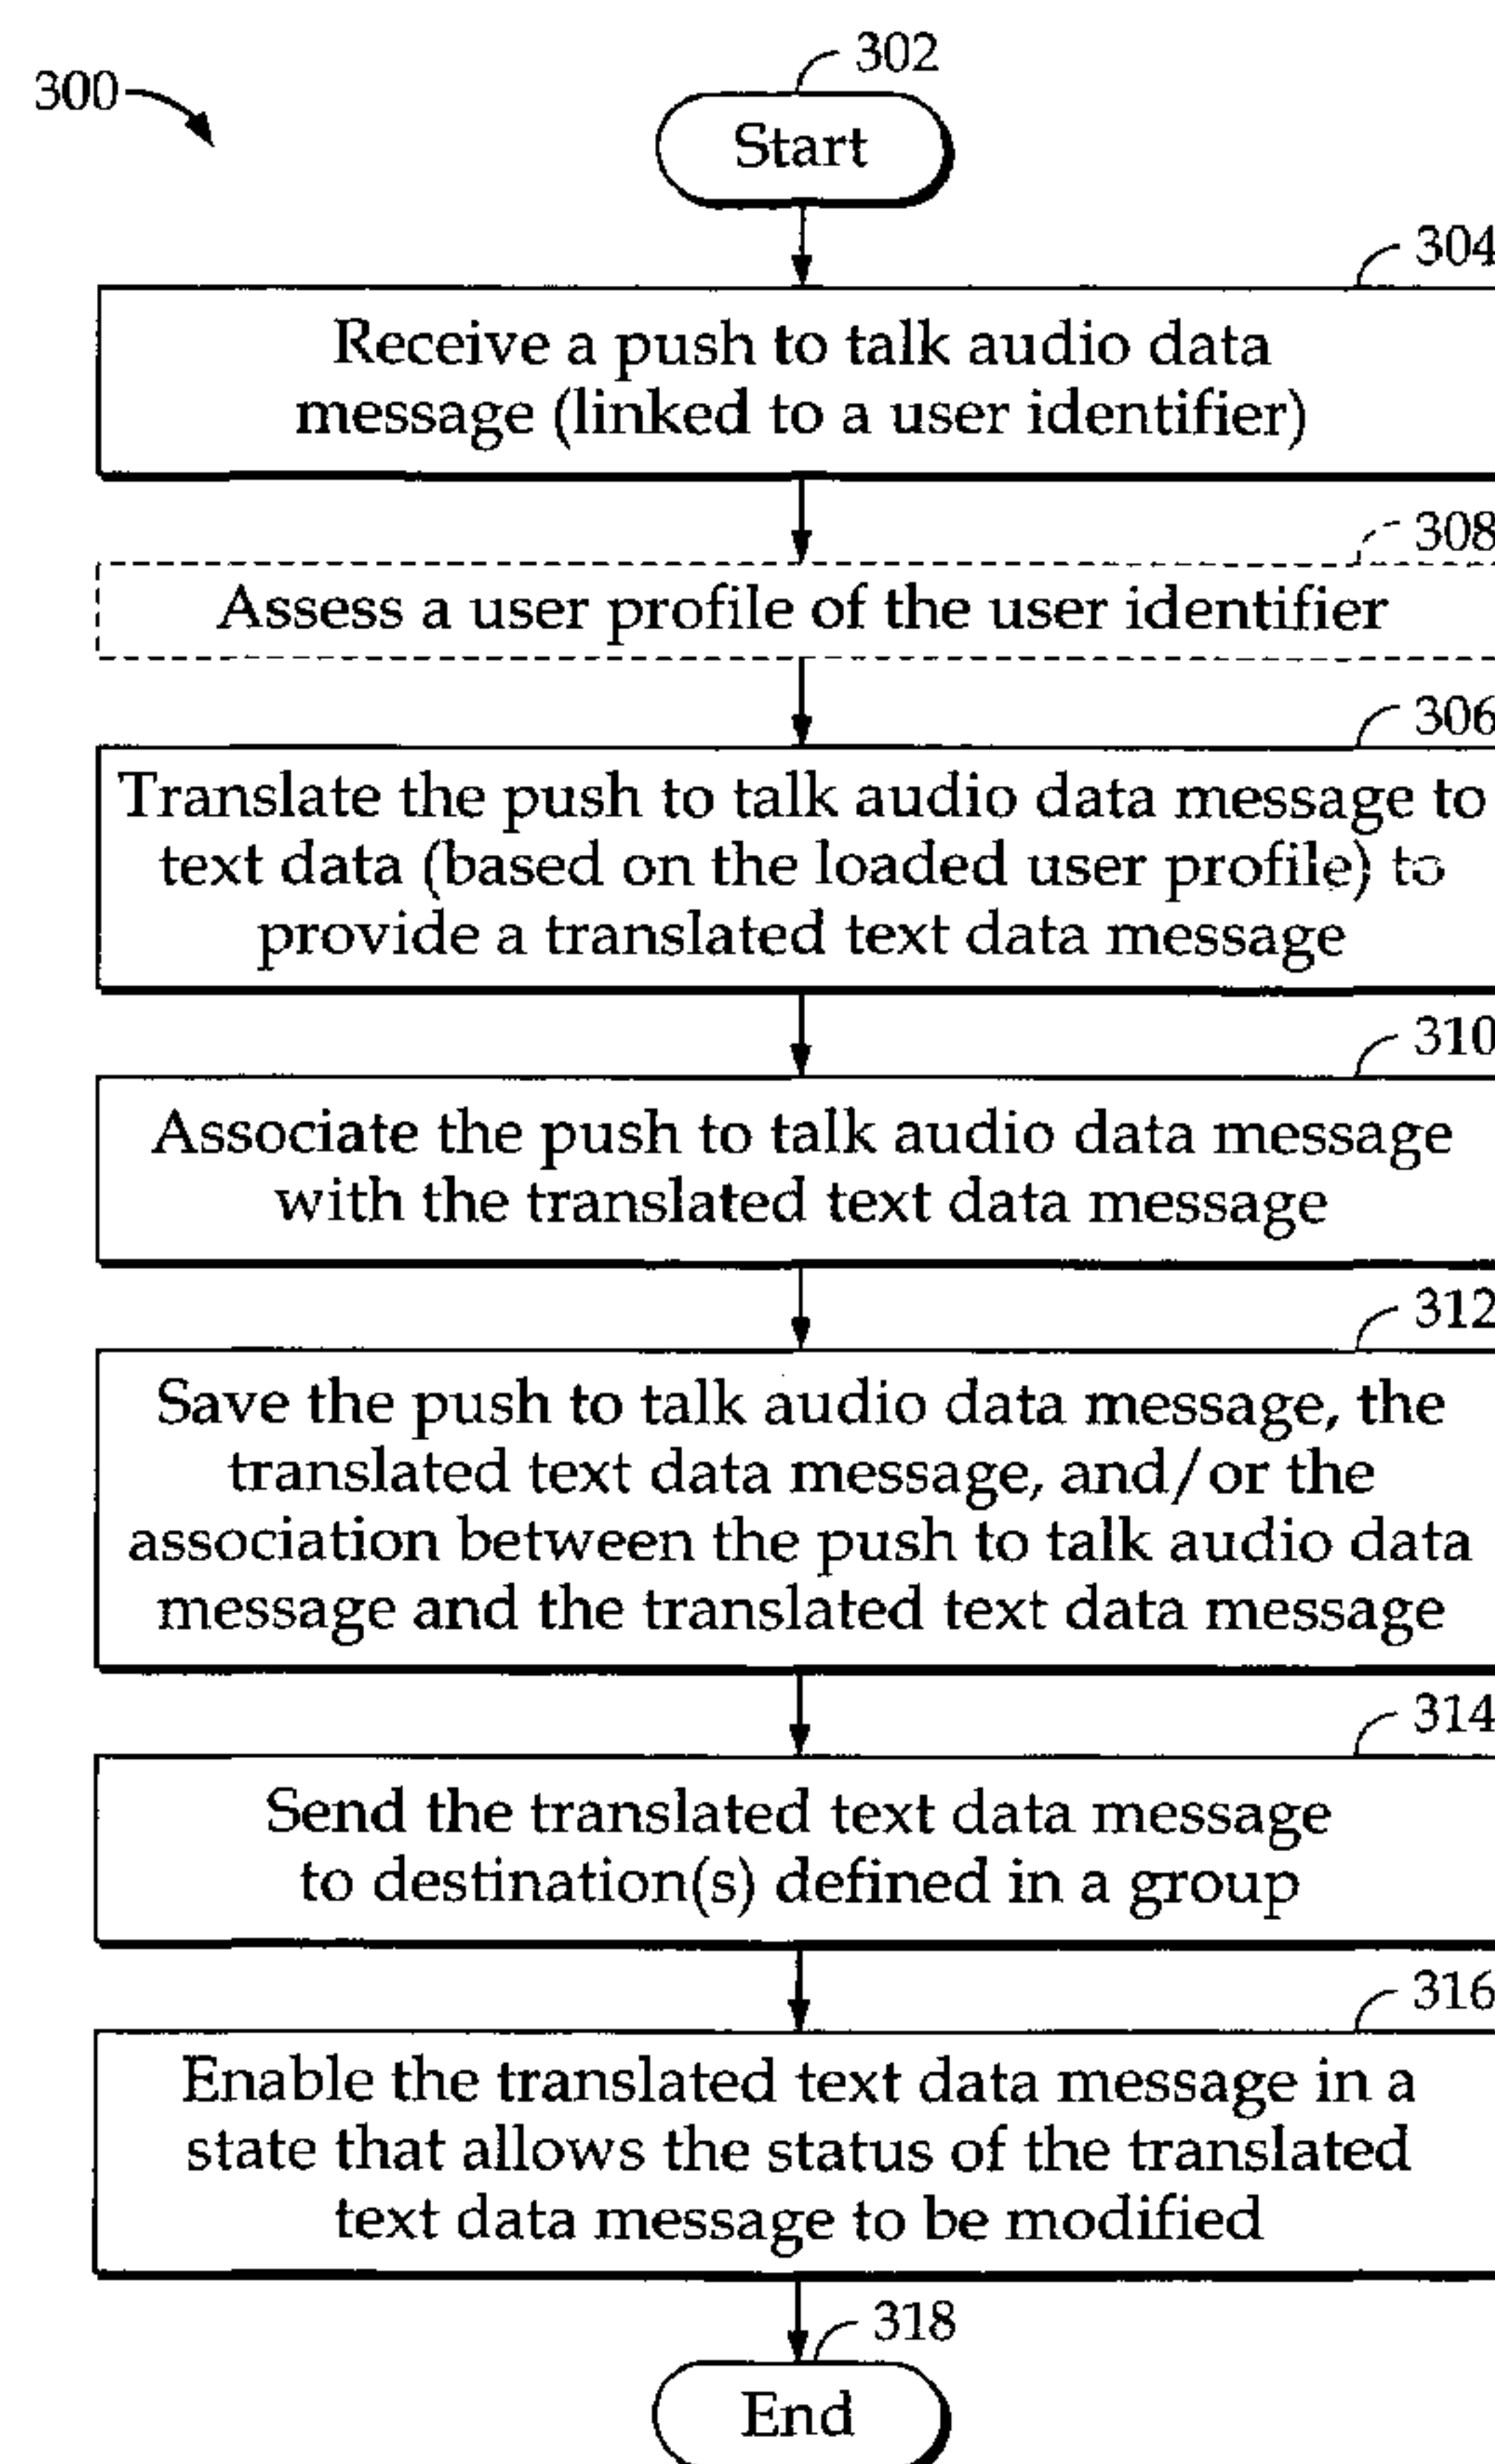 302
300
Start
304
Receive a push to talk audio data
message (linked to a user identifier)
308
Assess a user profile of the user identifier
306
Translate the push to talk audio data message to
text data (based on the loaded user profile) to
provide a translated text data message
310
Associate the push to talk audio data message
with the translated text data message
312
Save the push to talk audio data message, the
translated text data message, and/or the
association between the push to talk audio data
message and the translated text data message
314
Send the translated text data message
to destination(s) defined in a group
316
Enable the translated text data message in a
state that allows the status of the translated
text data message to be modified
318
End